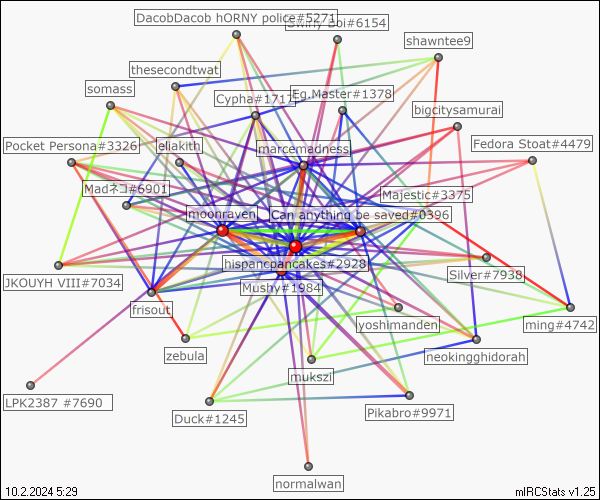 DacobDacob hORNY police#5271
Swirly Boi#6154
shawntee9
thesecondtwat
somass
Cypha#1717
Eg.Master#1378
bigcitysamurai
Pocket Persona#3326
eliakith
marcemadness
Fedora Stoat#4479
Madネコ#6901
Majestic#3375
moonraven
Can anything be saved#0396
JKOUYH VIII#7034
hispancpancakes#2928
Silver#7938
frisout
Mushy#1984
yoshimanden
ming#4742
zebula
neokingghidorah
mukszi
LPK2387 #7690
Duck#1245
Pikabro#9971
normalwan
10.2.2024 5:29
mIRCStats v1.25